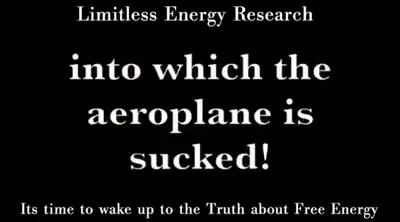 Limitless Energy Research
into which the
aeroplane is
sucked!
Its time to wake up to the Truth about Free Energy